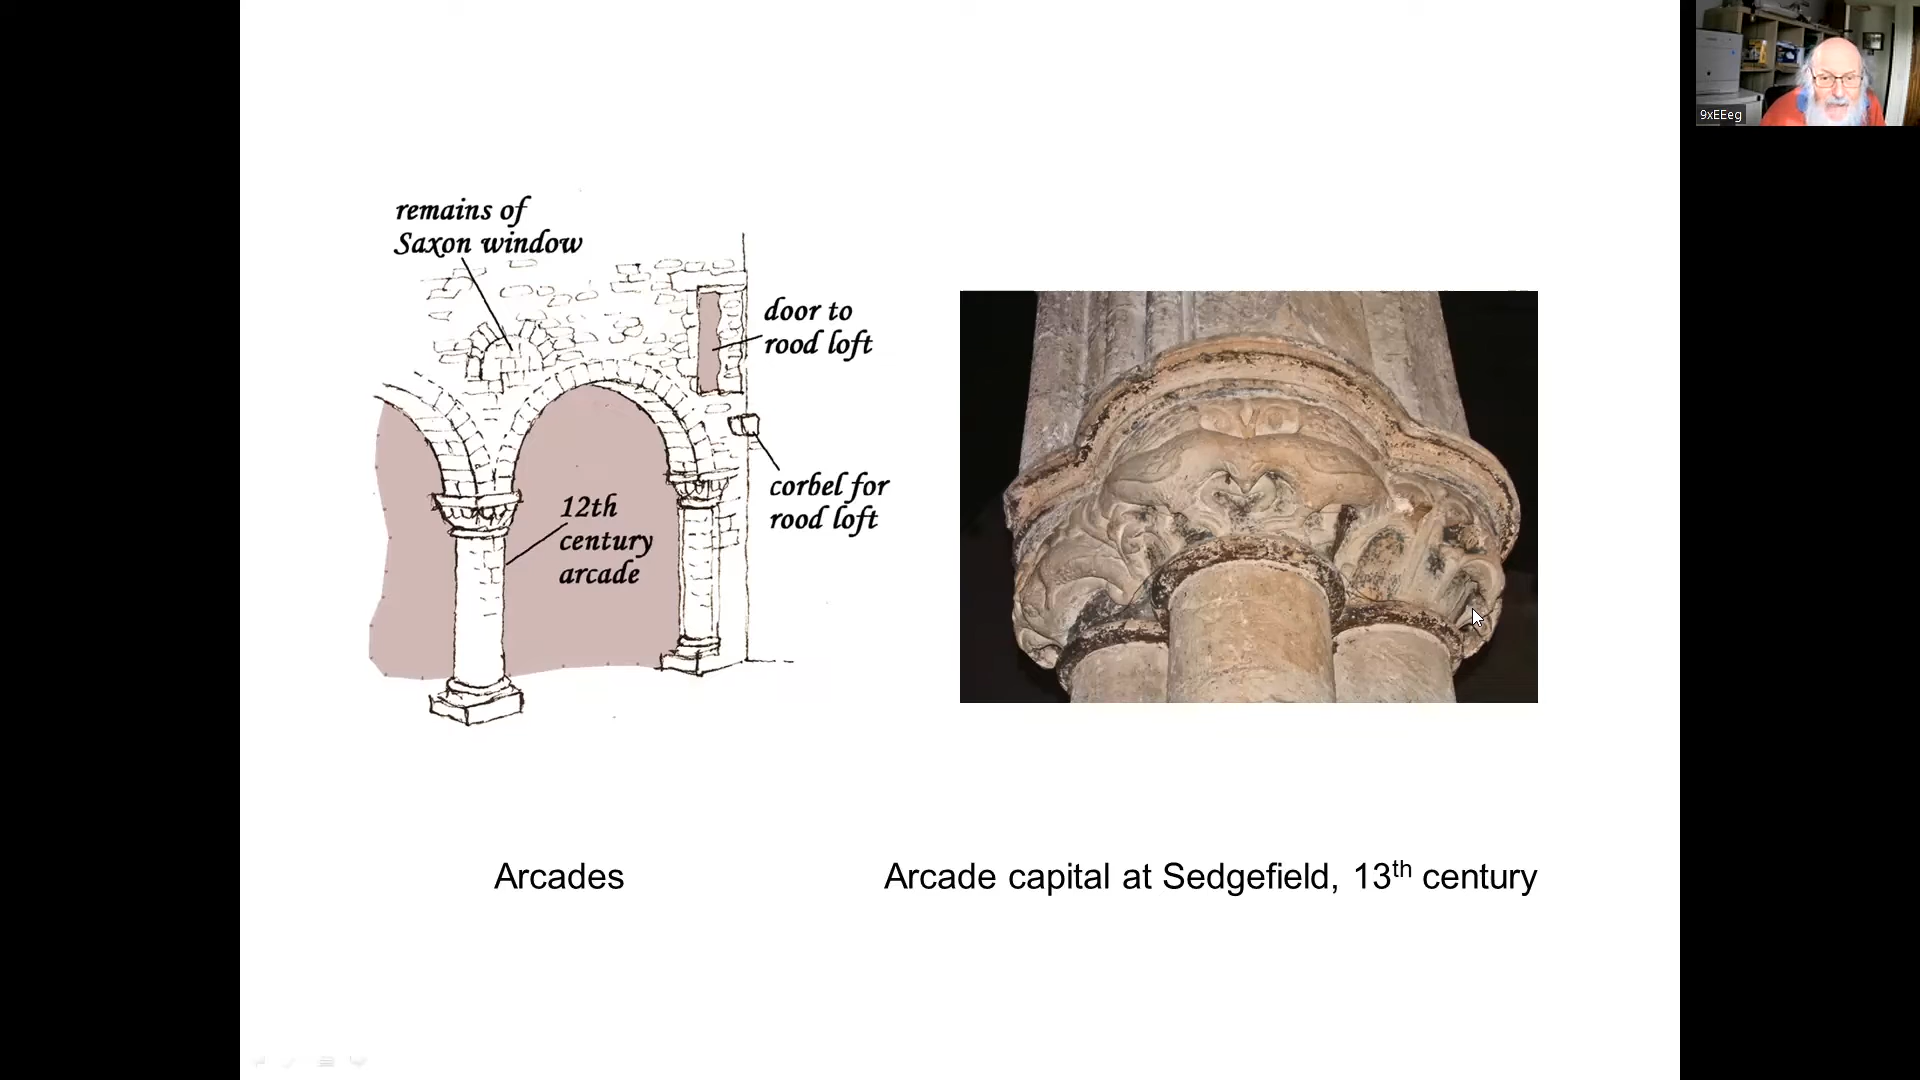 remains of
Saxon window
door to
rood loft
corbel for
rood loft
12th
century
arcade
Arcades
Arcade capital at Sedgefield, 13th century
9xEEeg